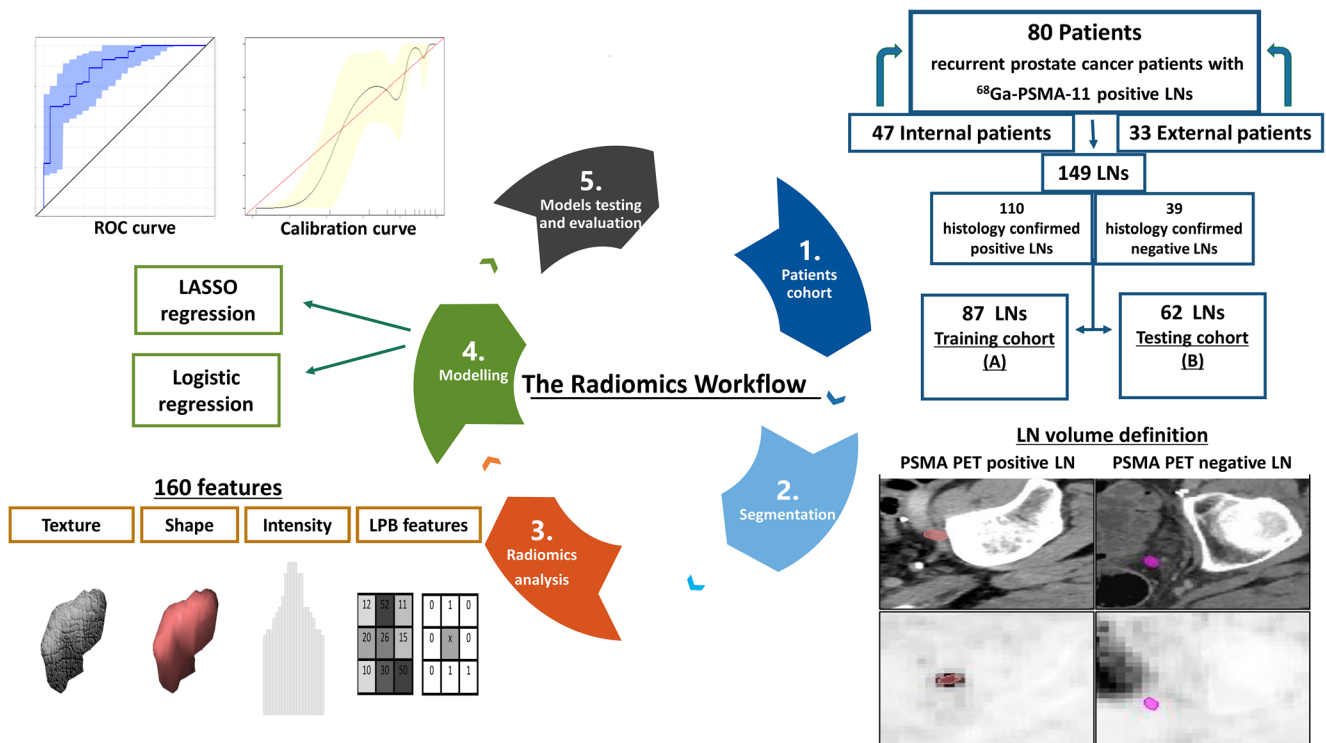 80 Patients
recurrent prostate cancer patients with
⁶⁸Ga-PSMA-11 positive LNs
47 Internal patients
33 External patients
149 LNs
110
histology confirmed
positive LNs
39
histology confirmed
negative LNs
87 LNs
Training cohort
(A)
62 LNs
Testing cohort
(B)
ROC curve
Calibration curve
5.
Models testing
and evaluation
1.
Patients
cohort
LASSO
regression
Logistic
regression
4.
Modelling
The Radiomics Workflow
2.
Segmentation
3.
Radiomics
analysis
LN volume definition
PSMA PET positive LN
PSMA PET negative LN
160 features
Texture
Shape
Intensity
LPB features
12 52 11
20 26 15
10 30 50
0 1 0
0 x 0
0 1 1